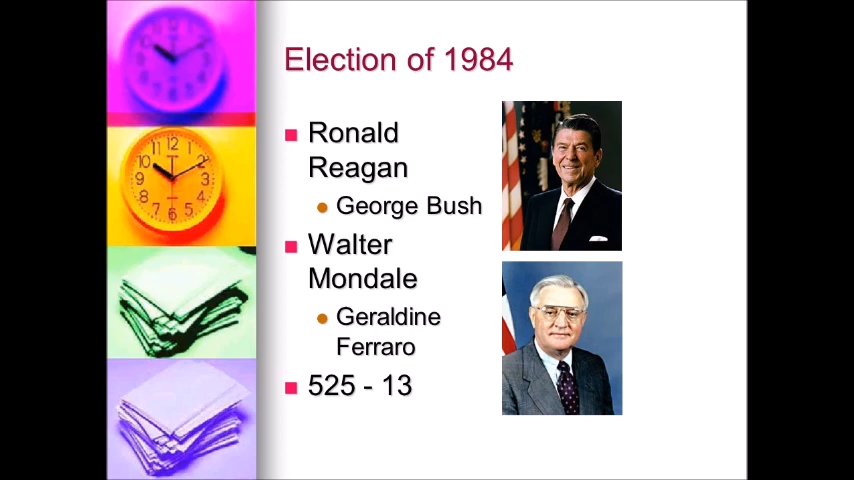 Election of 1984
Ronald
Reagan
George Bush
Walter
Mondale
Geraldine
Ferraro
525 - 13